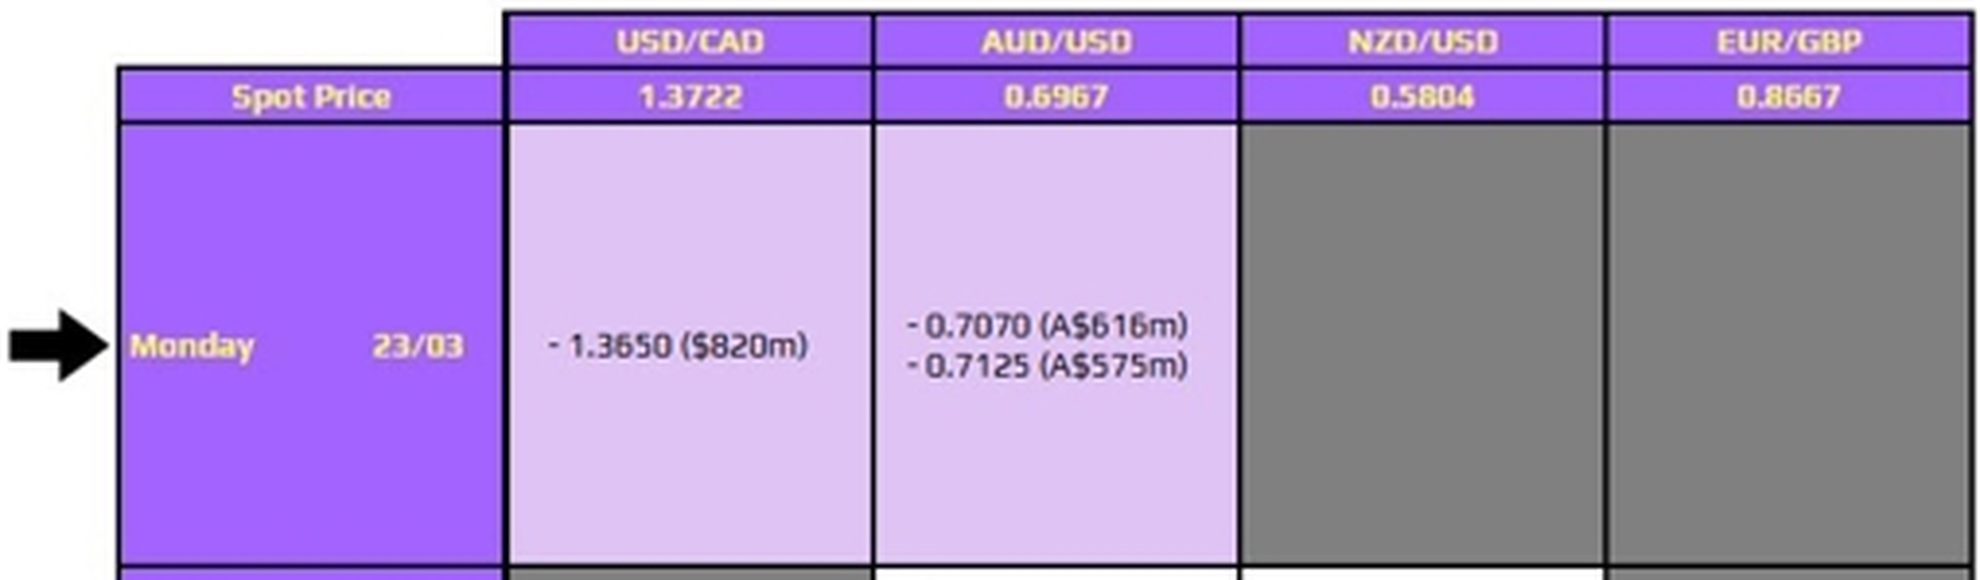 USD/CAD AUD/USD NZD/USD EUR/GBP
Spot Price 1.3722 0.6967 0.5804 0.8667
Monday 23/03 - 1.3650 ($820m) - 0.7070 (A$616m)
- 0.7125 (A$575m)